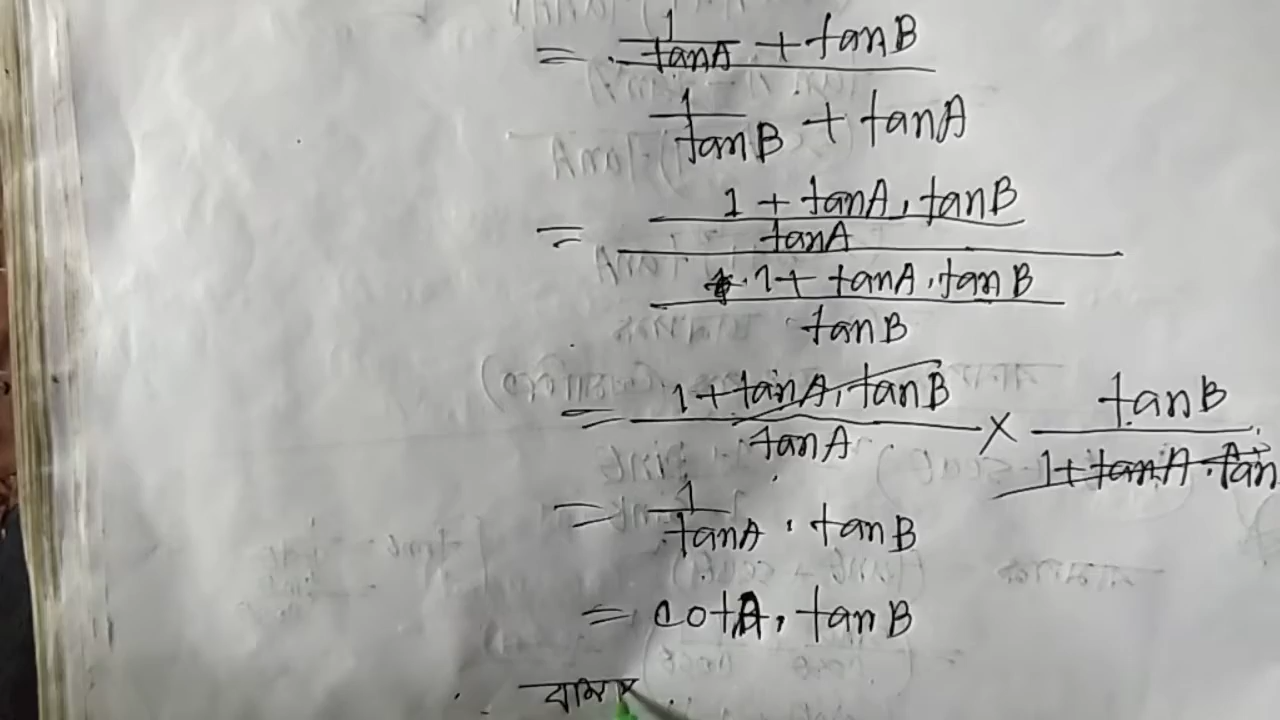 = 1/tanA + tanB
1/tanB + tanA
= 1 + tanA . tanB
tanA
1 + tanA . tanB
tanB
= 1 + tanA . tanB / tanA × tanB / 1 + tanA . tan
= 1/tanA . tanB
= cotA . tanB